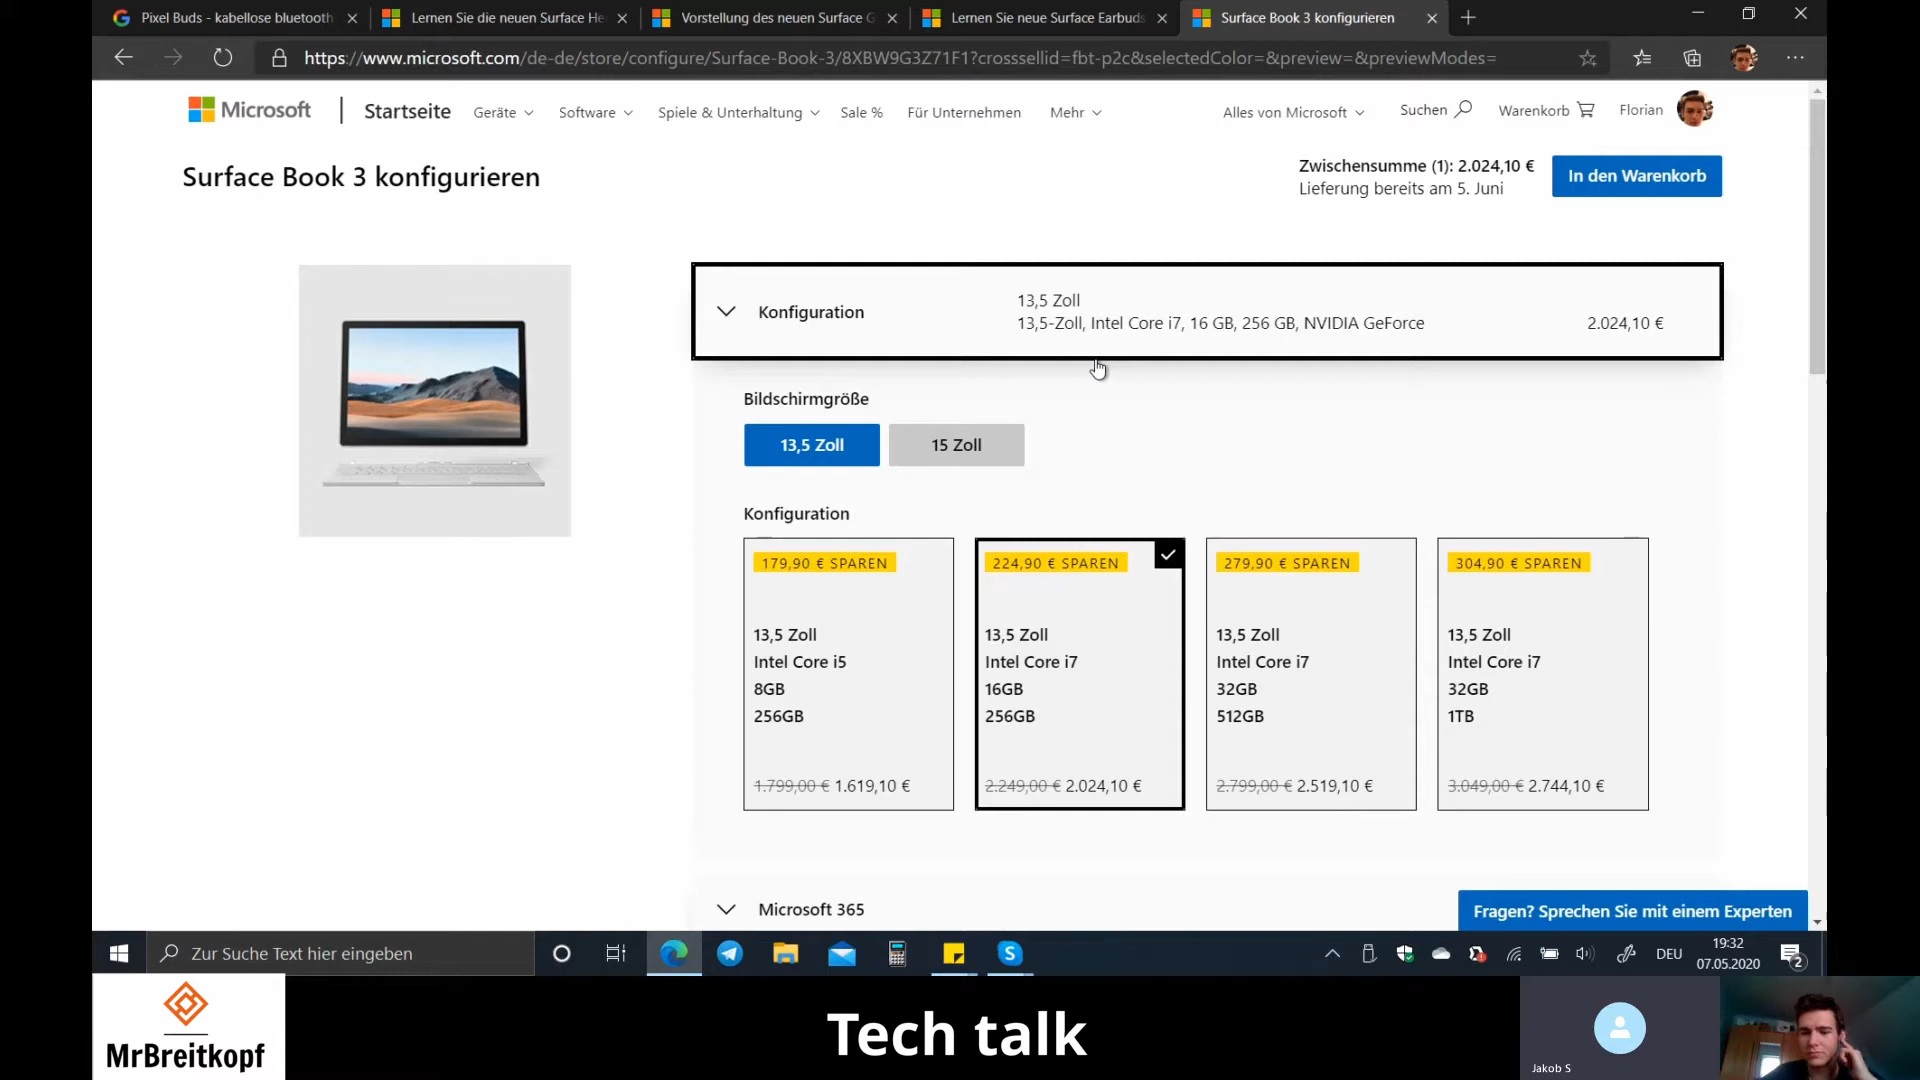 Pixel Buds - kabellose bluetooth
Lernen Sie die neuen Surface He
Vorstellung des neuen Surface G
Lernen Sie neue Surface Earbuds
Surface Book 3 konfigurieren
https://www.microsoft.com/de-de/store/configure/Surface-Book-3/8XBW9G3Z71F1?crosssellid=fbt-p2c&selectedColor=&preview=&previewModes=
Microsoft
Startseite
Geräte
Software
Spiele & Unterhaltung
Sale %
Für Unternehmen
Mehr
Alles von Microsoft
Suchen
Warenkorb
Florian
Surface Book 3 konfigurieren
Zwischensumme (1): 2.024,10 €
Lieferung bereits am 5. Juni
In den Warenkorb
Konfiguration
13,5 Zoll
13,5-Zoll, Intel Core i7, 16 GB, 256 GB, NVIDIA GeForce
2.024,10 €
Bildschirmgröße
13,5 Zoll
15 Zoll
Konfiguration
179,90 € SPAREN
13,5 Zoll
Intel Core i5
8GB
256GB
1.799,00 € 1.619,10 €
224,90 € SPAREN
13,5 Zoll
Intel Core i7
16GB
256GB
2.249,00 € 2.024,10 €
279,90 € SPAREN
13,5 Zoll
Intel Core i7
32GB
512GB
2.799,00 € 2.519,10 €
304,90 € SPAREN
13,5 Zoll
Intel Core i7
32GB
1TB
3.049,00 € 2.744,10 €
Microsoft 365
Fragen? Sprechen Sie mit einem Experten
Zur Suche Text hier eingeben
DEU
19:32
07.05.2020
2
MrBreitkopf
Tech talk
Jakob S